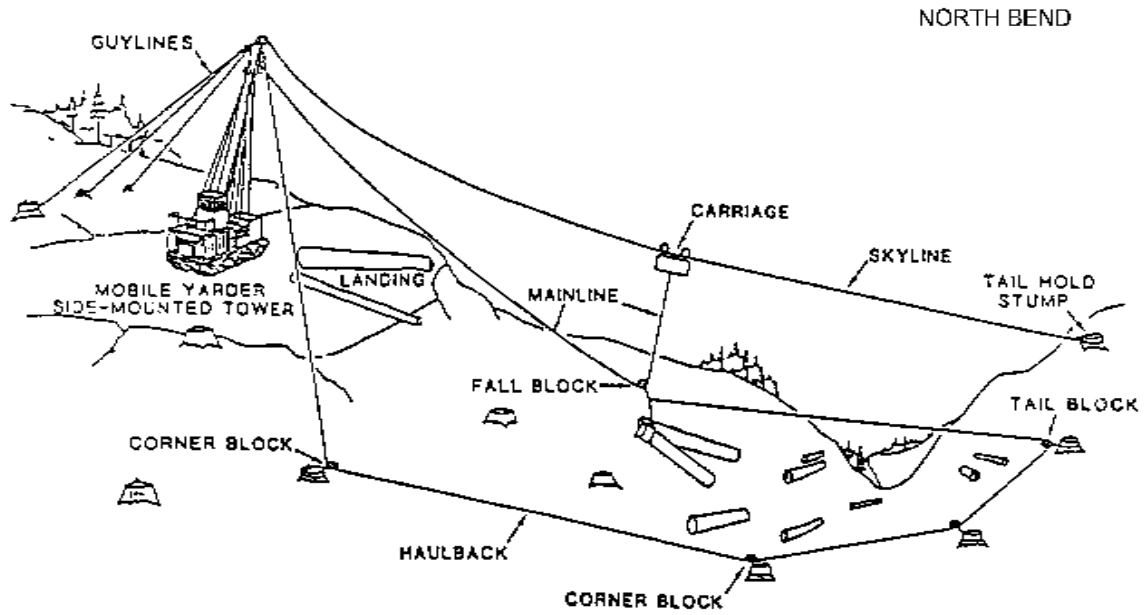 NORTH BEND
GUYLINES
CARRIAGE
SKYLINE
TAIL HOLD
STUMP
LANDING
MAINLINE
MOBILE YARDER
SIDE-MOUNTED TOWER
FALL BLOCK
TAIL BLOCK
CORNER BLOCK
HAULBACK
CORNER BLOCK